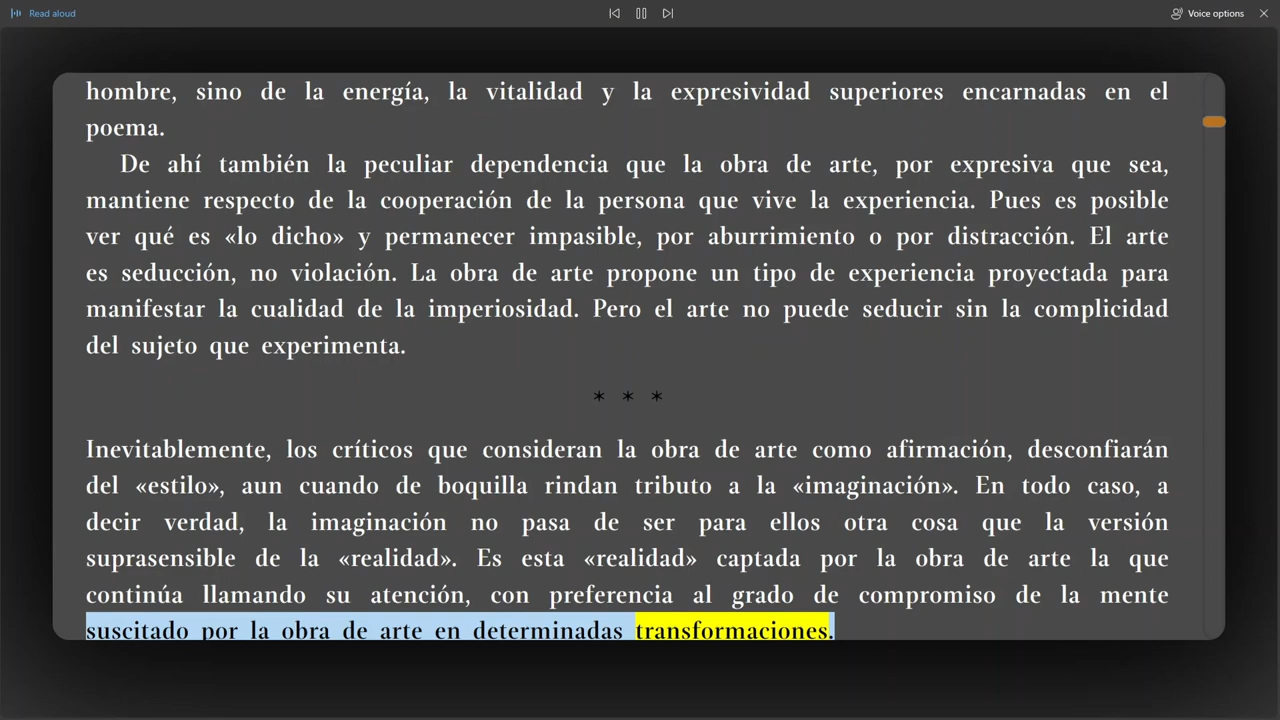 Read aloud
Voice options
hombre, sino de la energía, la vitalidad y la expresividad superiores encarnadas en el
poema.
De ahí también la peculiar dependencia que la obra de arte, por expresiva que sea,
mantiene respecto de la cooperación de la persona que vive la experiencia. Pues es posible
ver qué es «lo dicho» y permanecer impasible, por aburrimiento o por distracción. El arte
es seducción, no violación. La obra de arte propone un tipo de experiencia proyectada para
manifestar la cualidad de la imperiosidad. Pero el arte no puede seducir sin la complicidad
del sujeto que experimenta.
* * *
Inevitablemente, los críticos que consideran la obra de arte como afirmación, desconfiarán
del «estilo», aun cuando de boquilla rindan tributo a la «imaginación». En todo caso, a
decir verdad, la imaginación no pasa de ser para ellos otra cosa que la versión
suprasensible de la «realidad». Es esta «realidad» captada por la obra de arte la que
continúa llamando su atención, con preferencia al grado de compromiso de la mente
suscitado por la obra de arte en determinadas transformaciones.